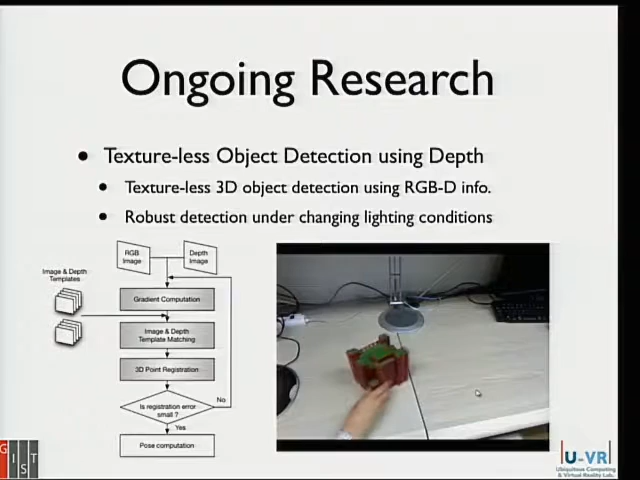 Ongoing Research
• Texture-less Object Detection using Depth
• Texture-less 3D object detection using RGB-D info.
• Robust detection under changing lighting conditions
RGB
Image
Depth
Image
Image & Depth
Templates
Gradient Computation
Image & Depth
Template Matching
3D Point Registration
Is registration error
small ?
No
Yes
Pose computation
GIST
U-VR
Ubiquitous Computing
& Virtual Reality Lab.